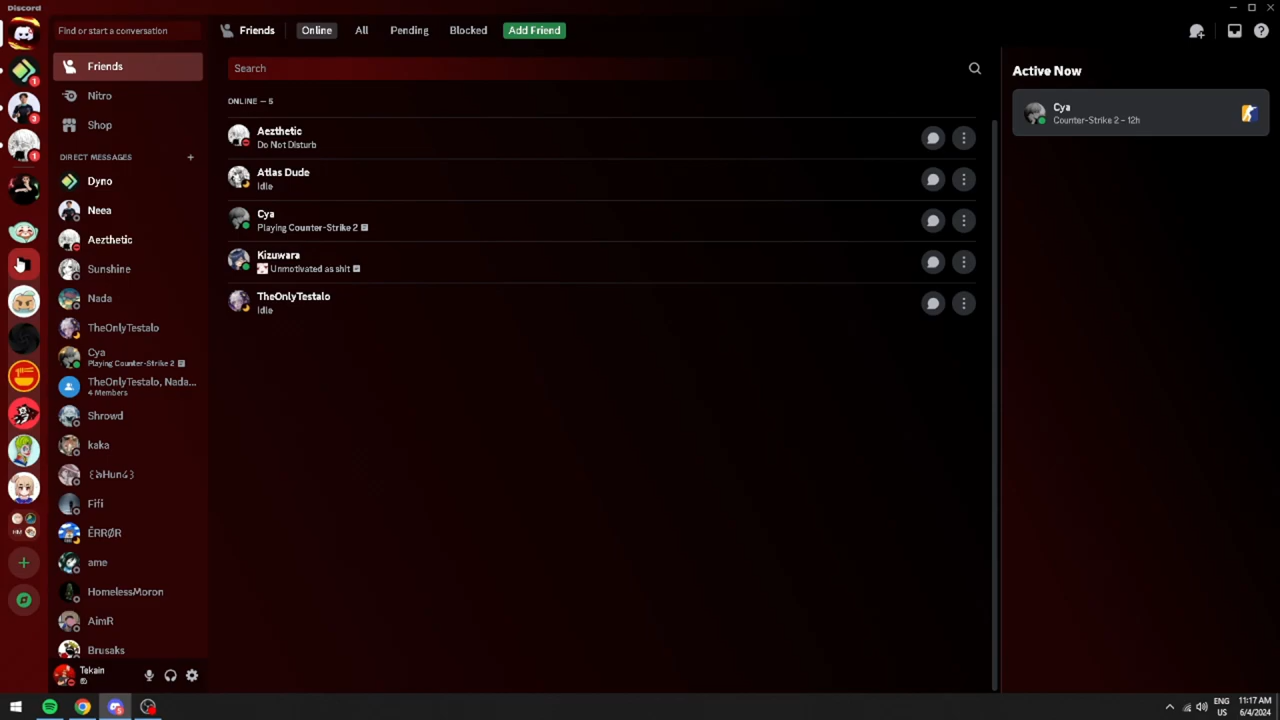 Discord
Find or start a conversation
Friends
Online
All
Pending
Blocked
Add Friend
Friends
Nitro
Shop
DIRECT MESSAGES
Dyno
Neea
Aezthetic
Sunshine
Nada
TheOnlyTestalo
Cya
Playing Counter-Strike 2
TheOnlyTestalo, Nada...
4 Members
Shrowd
kaka
Fifi
ame
HomelessMoron
AimR
Brusaks
Tekain
Search
ONLINE — 5
Aezthetic
Do Not Disturb
Atlas Dude
Idle
Cya
Playing Counter-Strike 2
Kizuwara
Unmotivated as shit
TheOnlyTestalo
Idle
Active Now
Cya
Counter-Strike 2 – 12h
1
3
1
HM
ENG
US
11:17 AM
6/4/2024